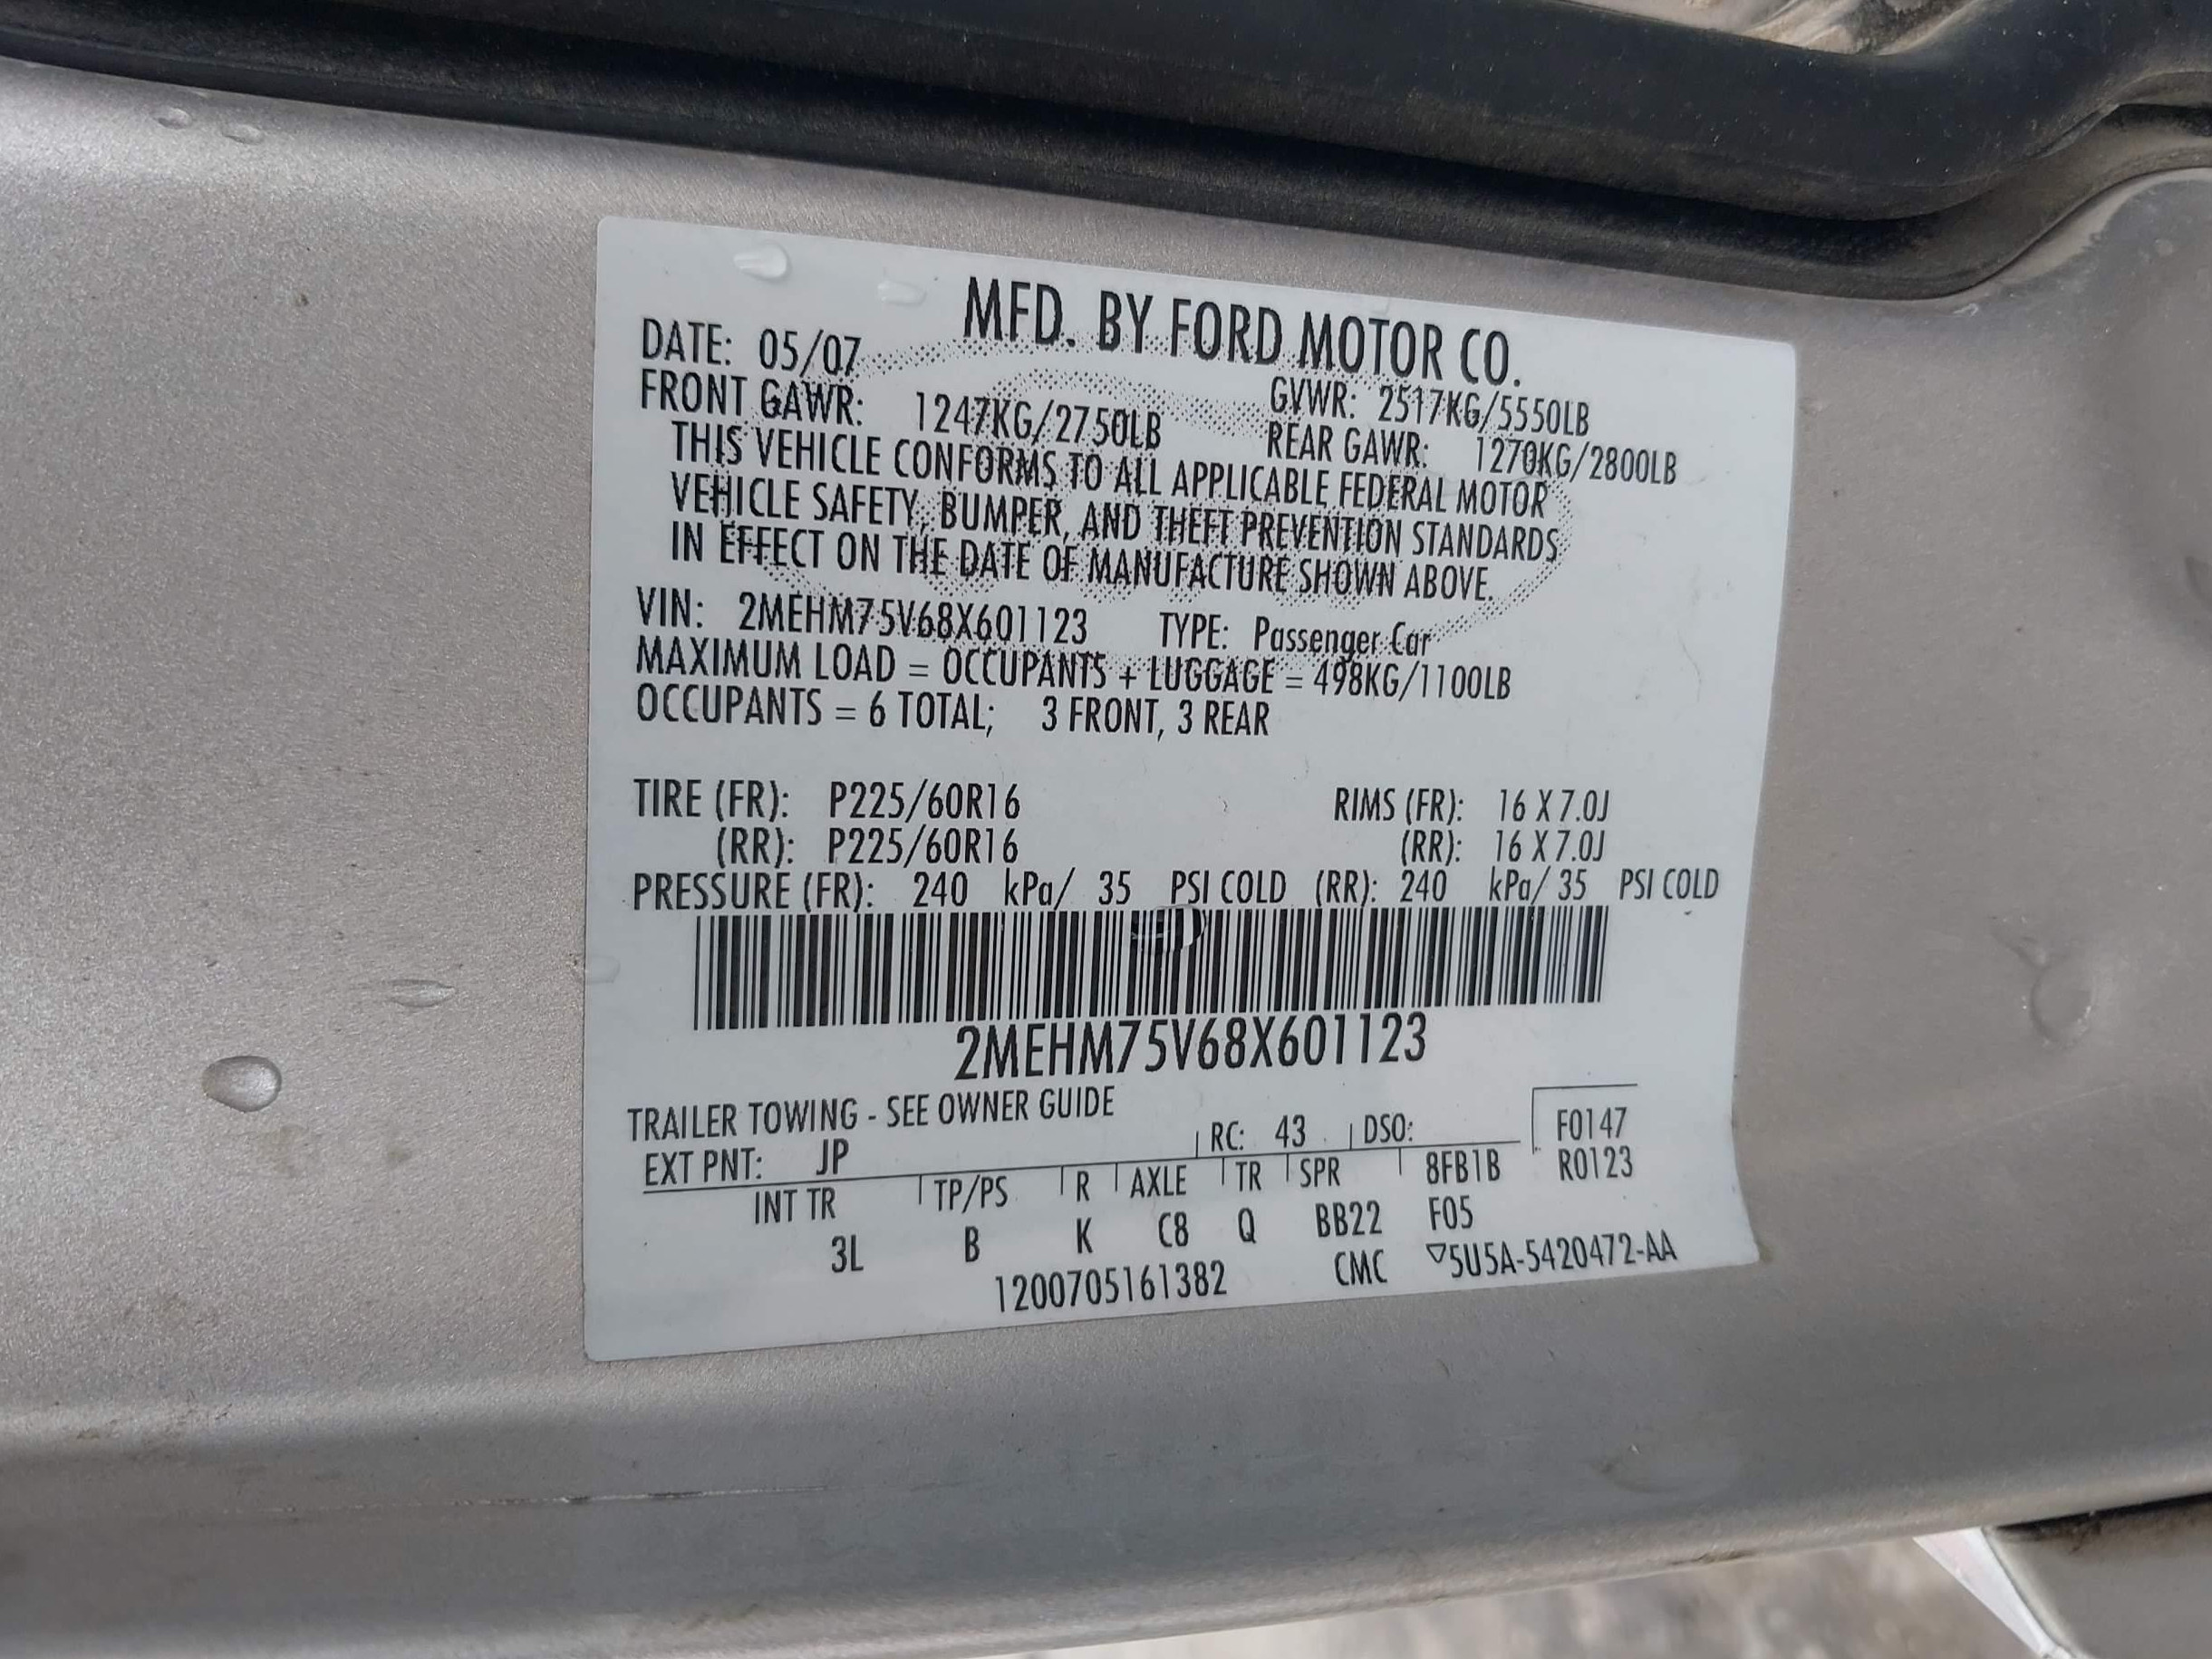 MFD. BY FORD MOTOR CO.
DATE: 05/07
GVWR: 2517KG/5550LB
FRONT GAWR: 1247KG/2750LB
REAR GAWR: 1270KG/2800LB
THIS VEHICLE CONFORMS TO ALL APPLICABLE FEDERAL MOTOR
VEHICLE SAFETY, BUMPER, AND THEFT PREVENTION STANDARDS
IN EFFECT ON THE DATE OF MANUFACTURE SHOWN ABOVE.
VIN: 2MEHM75V68X601123 TYPE: Passenger Car
MAXIMUM LOAD = OCCUPANTS + LUGGAGE = 498KG/1100LB
OCCUPANTS = 6 TOTAL; 3 FRONT, 3 REAR
TIRE (FR): P225/60R16 RIMS (FR): 16 X 7.0J
(RR): P225/60R16 (RR): 16 X 7.0J
PRESSURE (FR): 240 kPa/ 35 PSI COLD (RR): 240 kPa/ 35 PSI COLD
2MEHM75V68X601123
TRAILER TOWING - SEE OWNER GUIDE
EXT PNT: JP RC: 43 DSO: F0147
INT TR TP/PS R AXLE TR SPR 8FB1B R0123
3L B K C8 Q BB22 F05
1200705161382 CMC ▽5U5A-5420472-AA